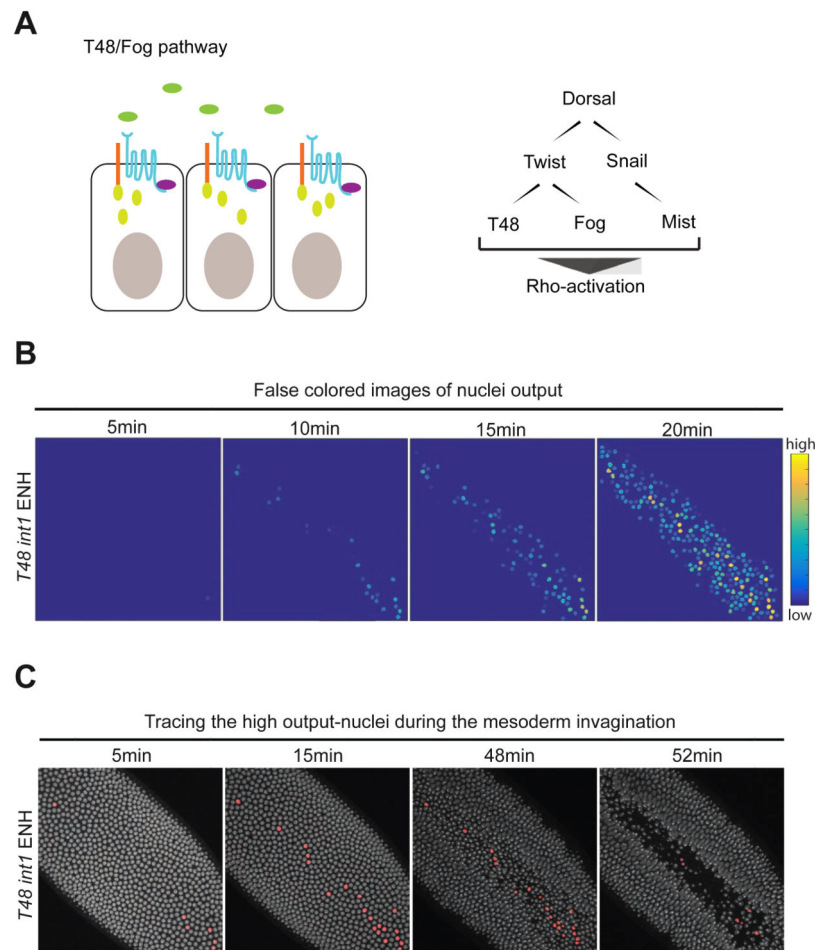 A
T48/Fog pathway
Dorsal
Twist Snail
T48 Fog Mist
Rho-activation
B
False colored images of nuclei output
5min 10min 15min 20min
high
T48 int1 ENH
low
C
Tracing the high output-nuclei during the mesoderm invagination
5min 15min 48min 52min
T48 int1 ENH